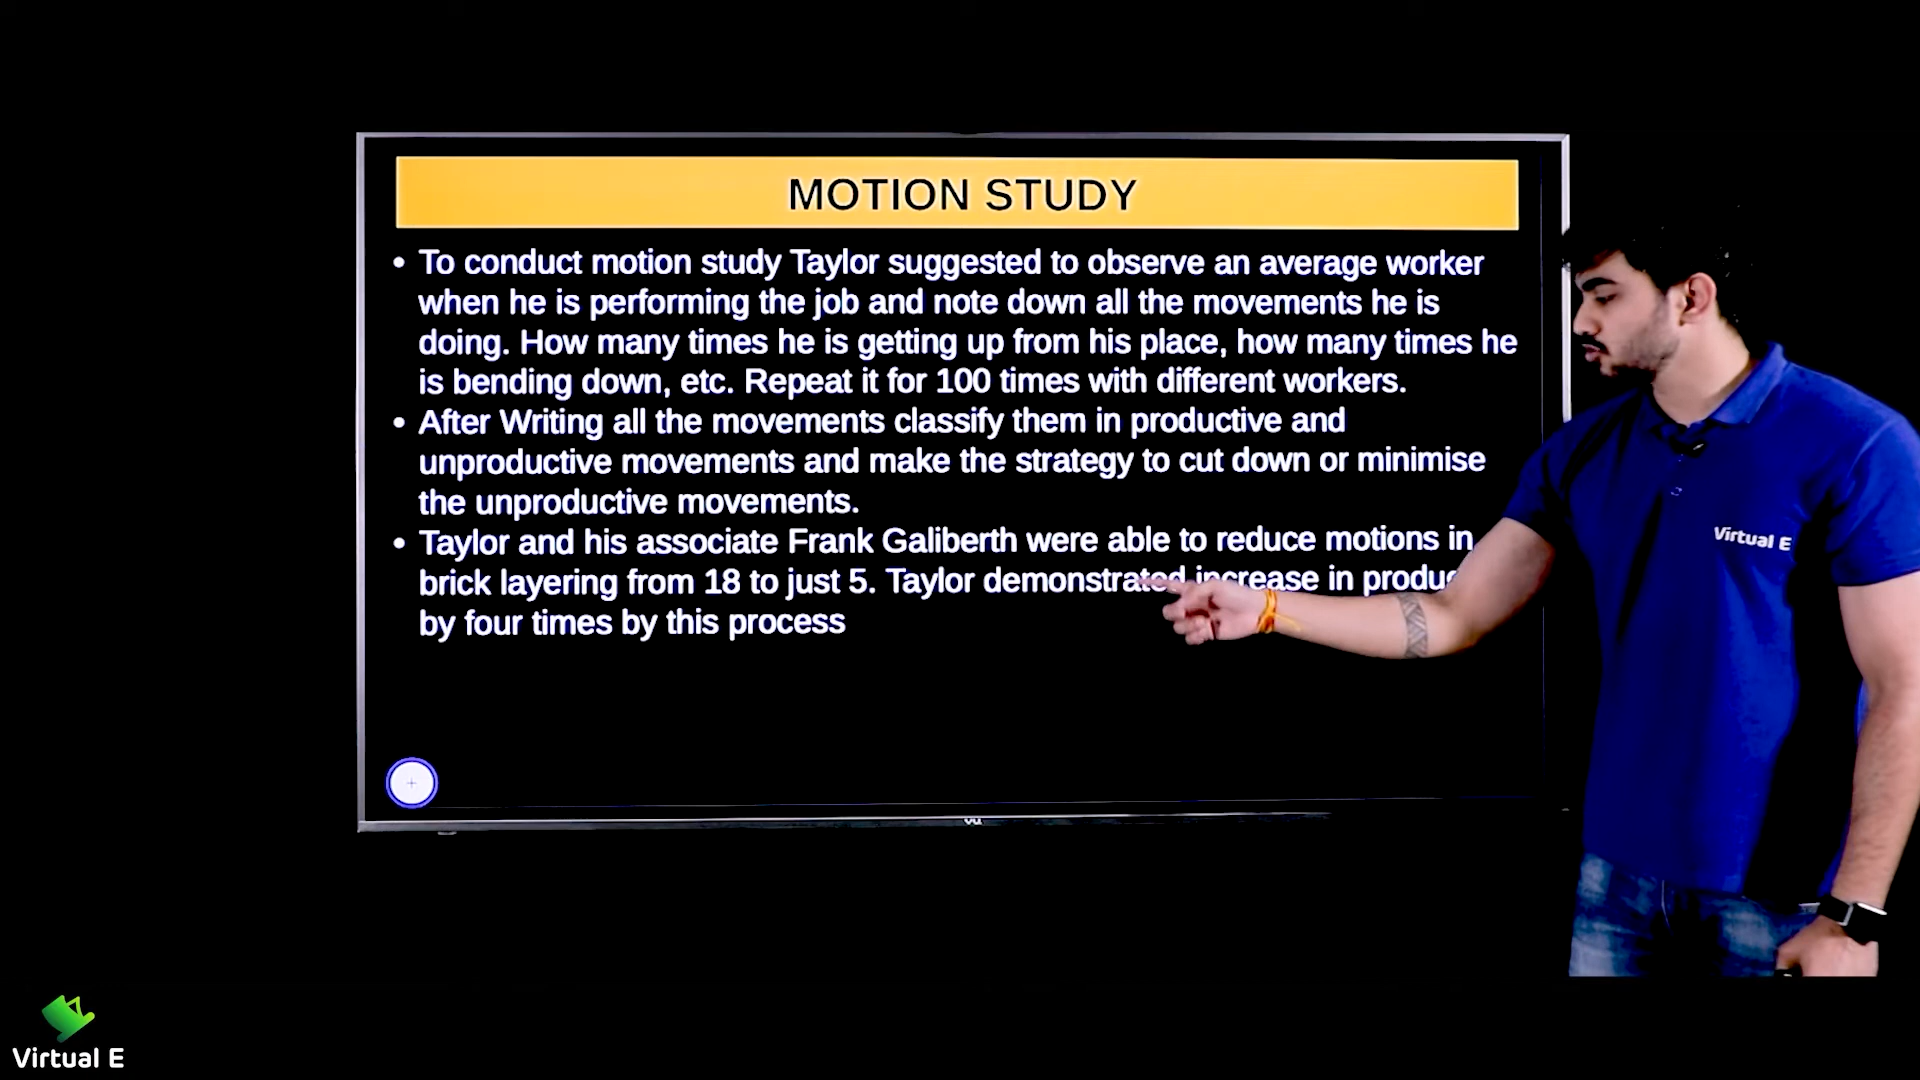 MOTION STUDY
• To conduct motion study Taylor suggested to observe an average worker
when he is performing the job and note down all the movements he is
doing. How many times he is getting up from his place, how many times he
is bending down, etc. Repeat it for 100 times with different workers.
• After Writing all the movements classify them in productive and
unproductive movements and make the strategy to cut down or minimise
the unproductive movements.
• Taylor and his associate Frank Galiberth were able to reduce motions in
brick layering from 18 to just 5. Taylor demonstrated increase in
by four times by this process
Virtual E
Vu
Virtual E